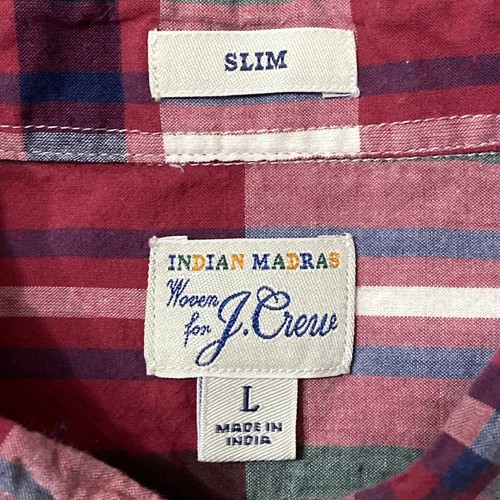 SLIM
INDIAN MADRAS
Woven
for J.Crew
L
MADE IN
INDIA